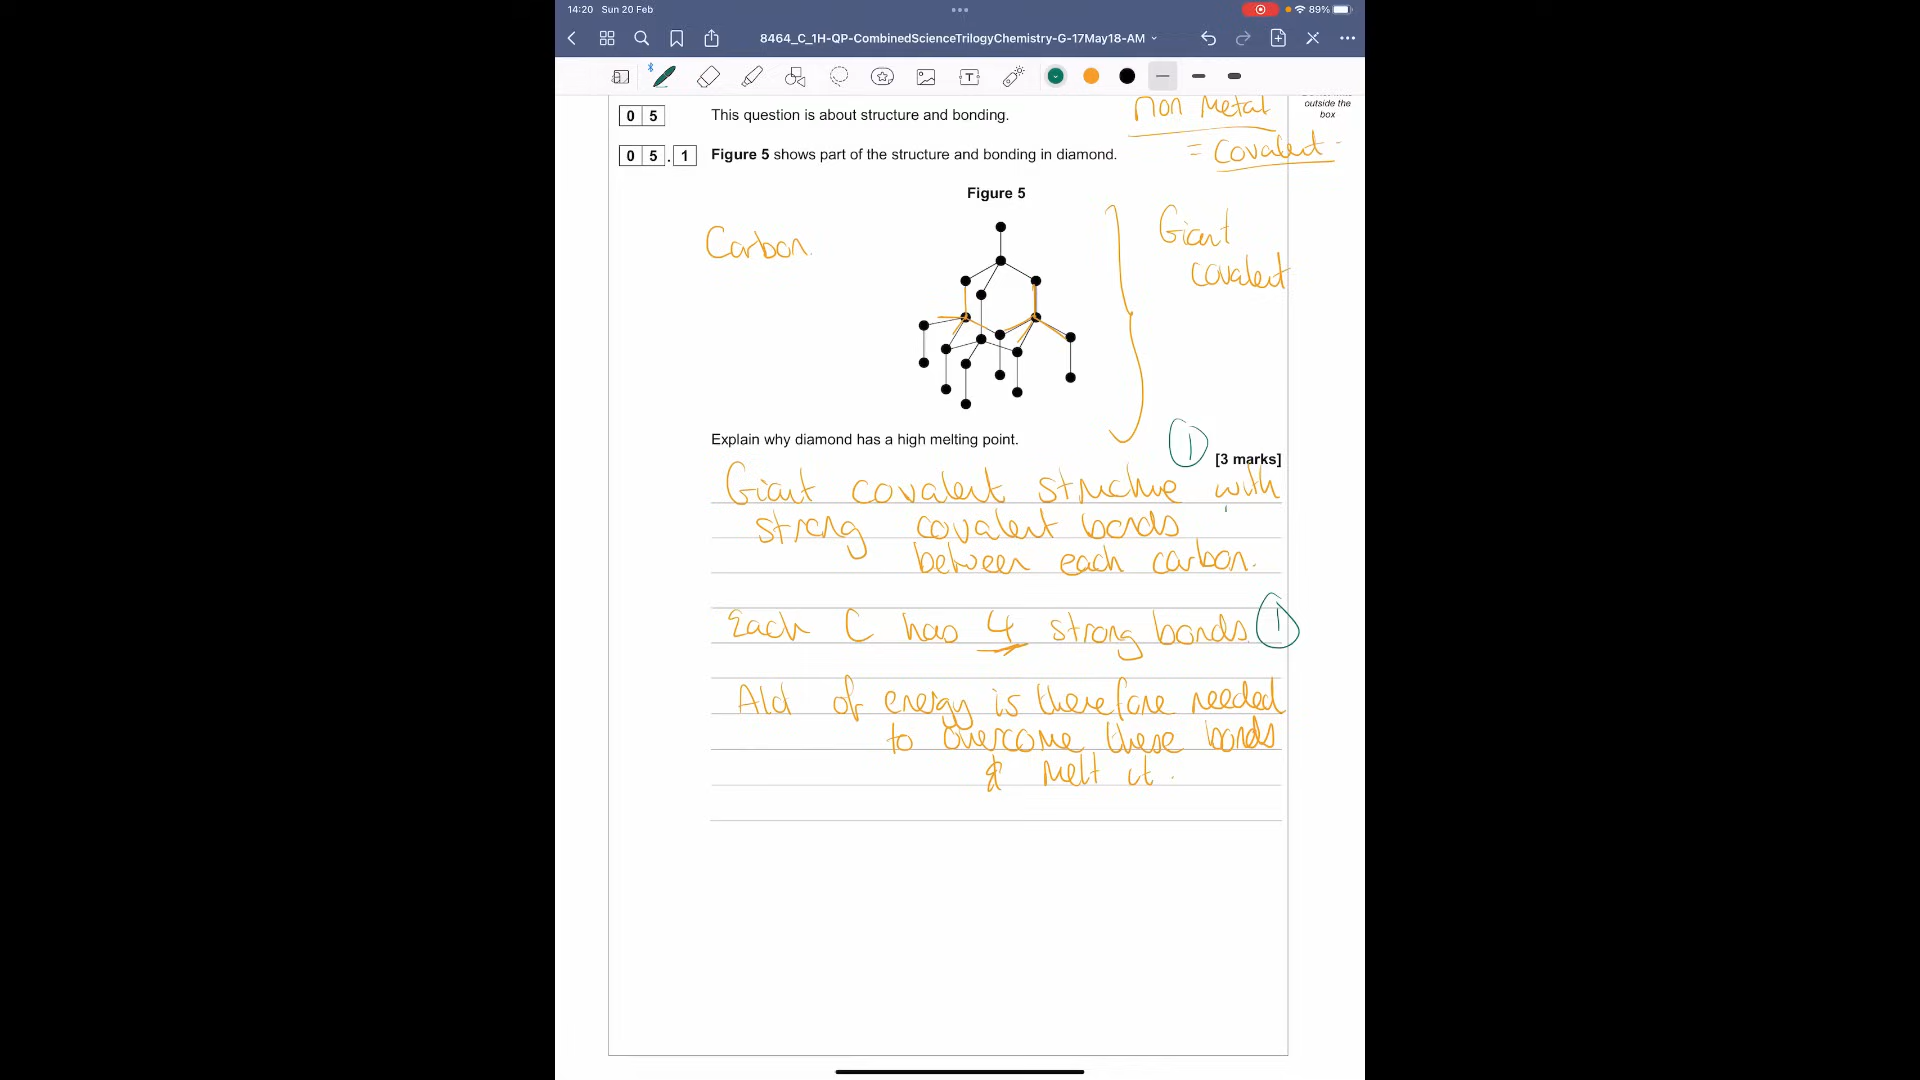 14:20 Sun 20 Feb
89%
8464_C_1H-QP-CombinedScienceTrilogyChemistry-G-17May18-AM
outside the
box
non Metal
= Covalent
0 5 This question is about structure and bonding.
0 5 . 1 Figure 5 shows part of the structure and bonding in diamond.
Figure 5
Carbon.
Giant
covalent
Explain why diamond has a high melting point.
1
[3 marks]
Giant covalent structure with
strong covalent bonds
between each carbon.
Each C has 4 strong bonds. 1
Alot of energy is therefore needed
to overcome these bonds
& melt it.